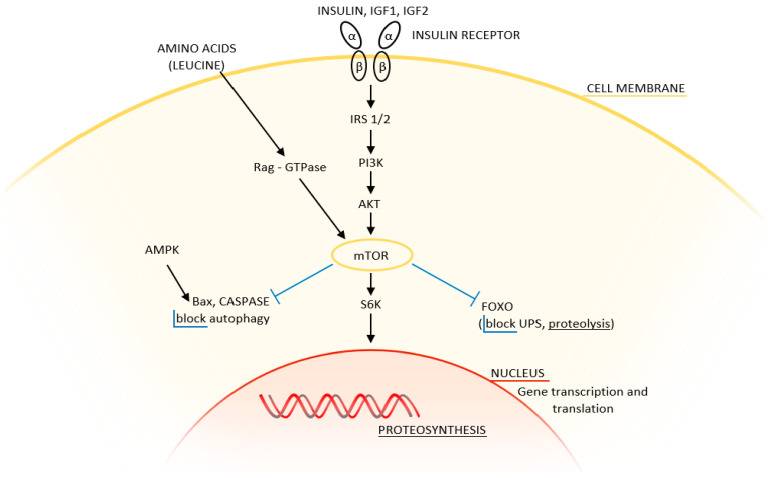 INSULIN, IGF1, IGF2
α α
INSULIN RECEPTOR
AMINO ACIDS
(LEUCINE)
β β
CELL MEMBRANE
IRS 1/2
Rag - GTPase
PI3K
AKT
AMPK
mTOR
Bax, CASPASE
block autophagy
S6K
FOXO
(block UPS, proteolysis)
NUCLEUS
Gene transcription and
translation
PROTEOSYNTHESIS